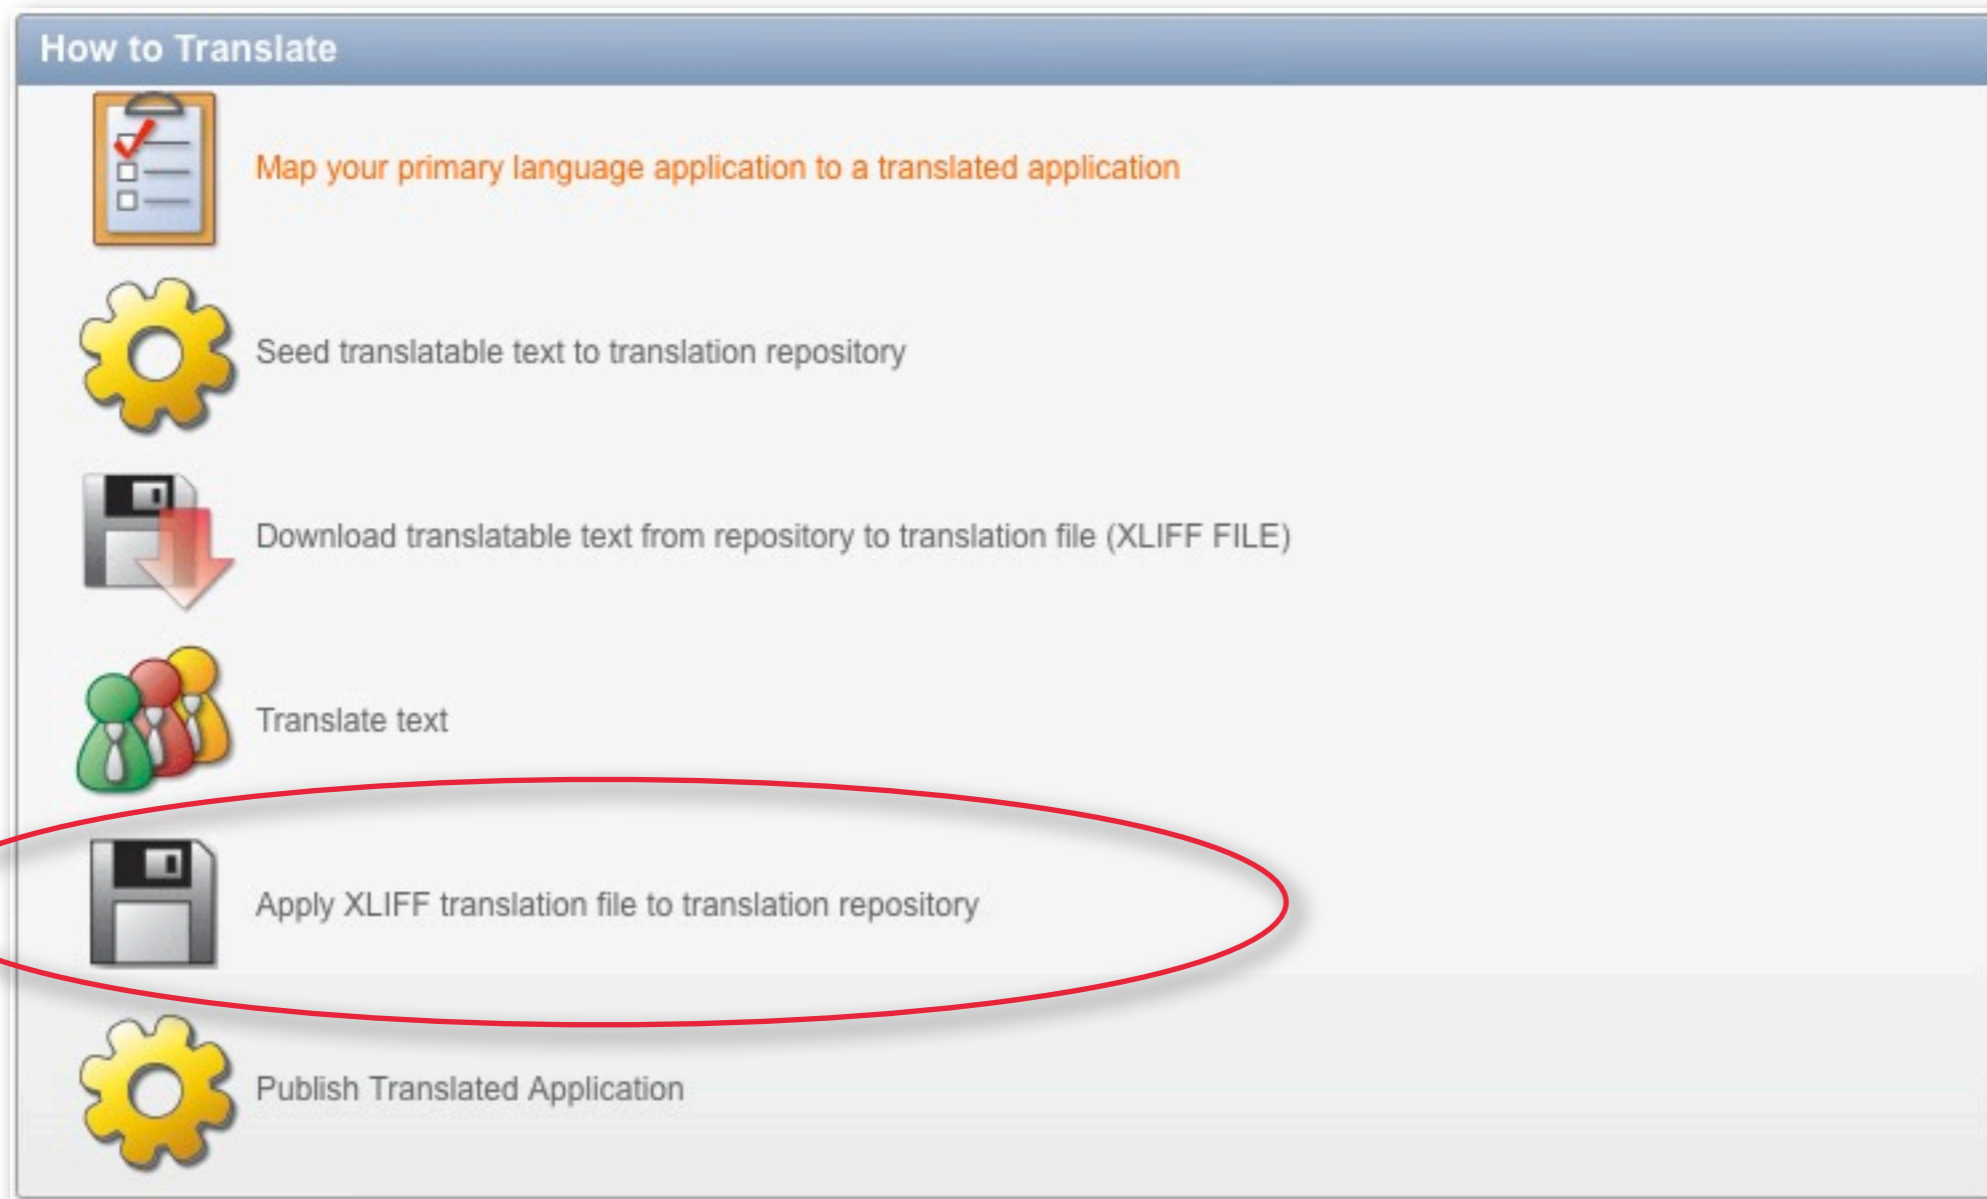 How to Translate
Map your primary language application to a translated application
Seed translatable text to translation repository
Download translatable text from repository to translation file (XLIFF FILE)
Translate text
Apply XLIFF translation file to translation repository
Publish Translated Application